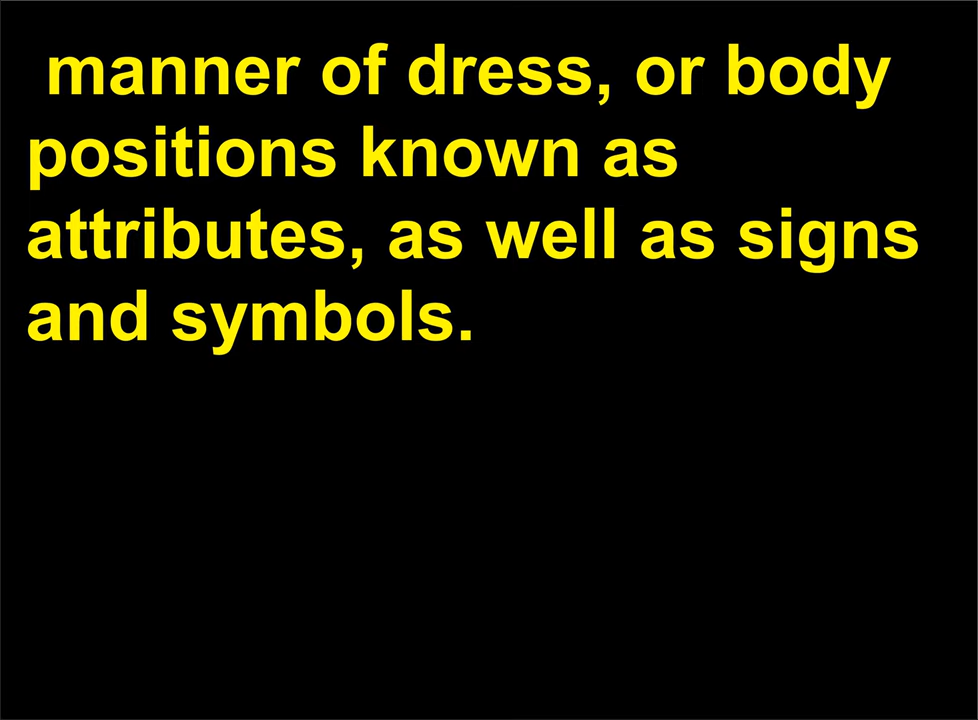 manner of dress, or body
positions known as
attributes, as well as signs
and symbols.